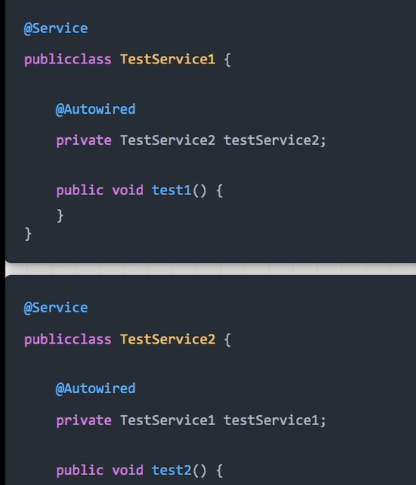 @Service
publicclass TestService1 {
@Autowired
private TestService2 testService2;
public void test1() {
}
}
@Service
publicclass TestService2 {
@Autowired
private TestService1 testService1;
public void test2() {